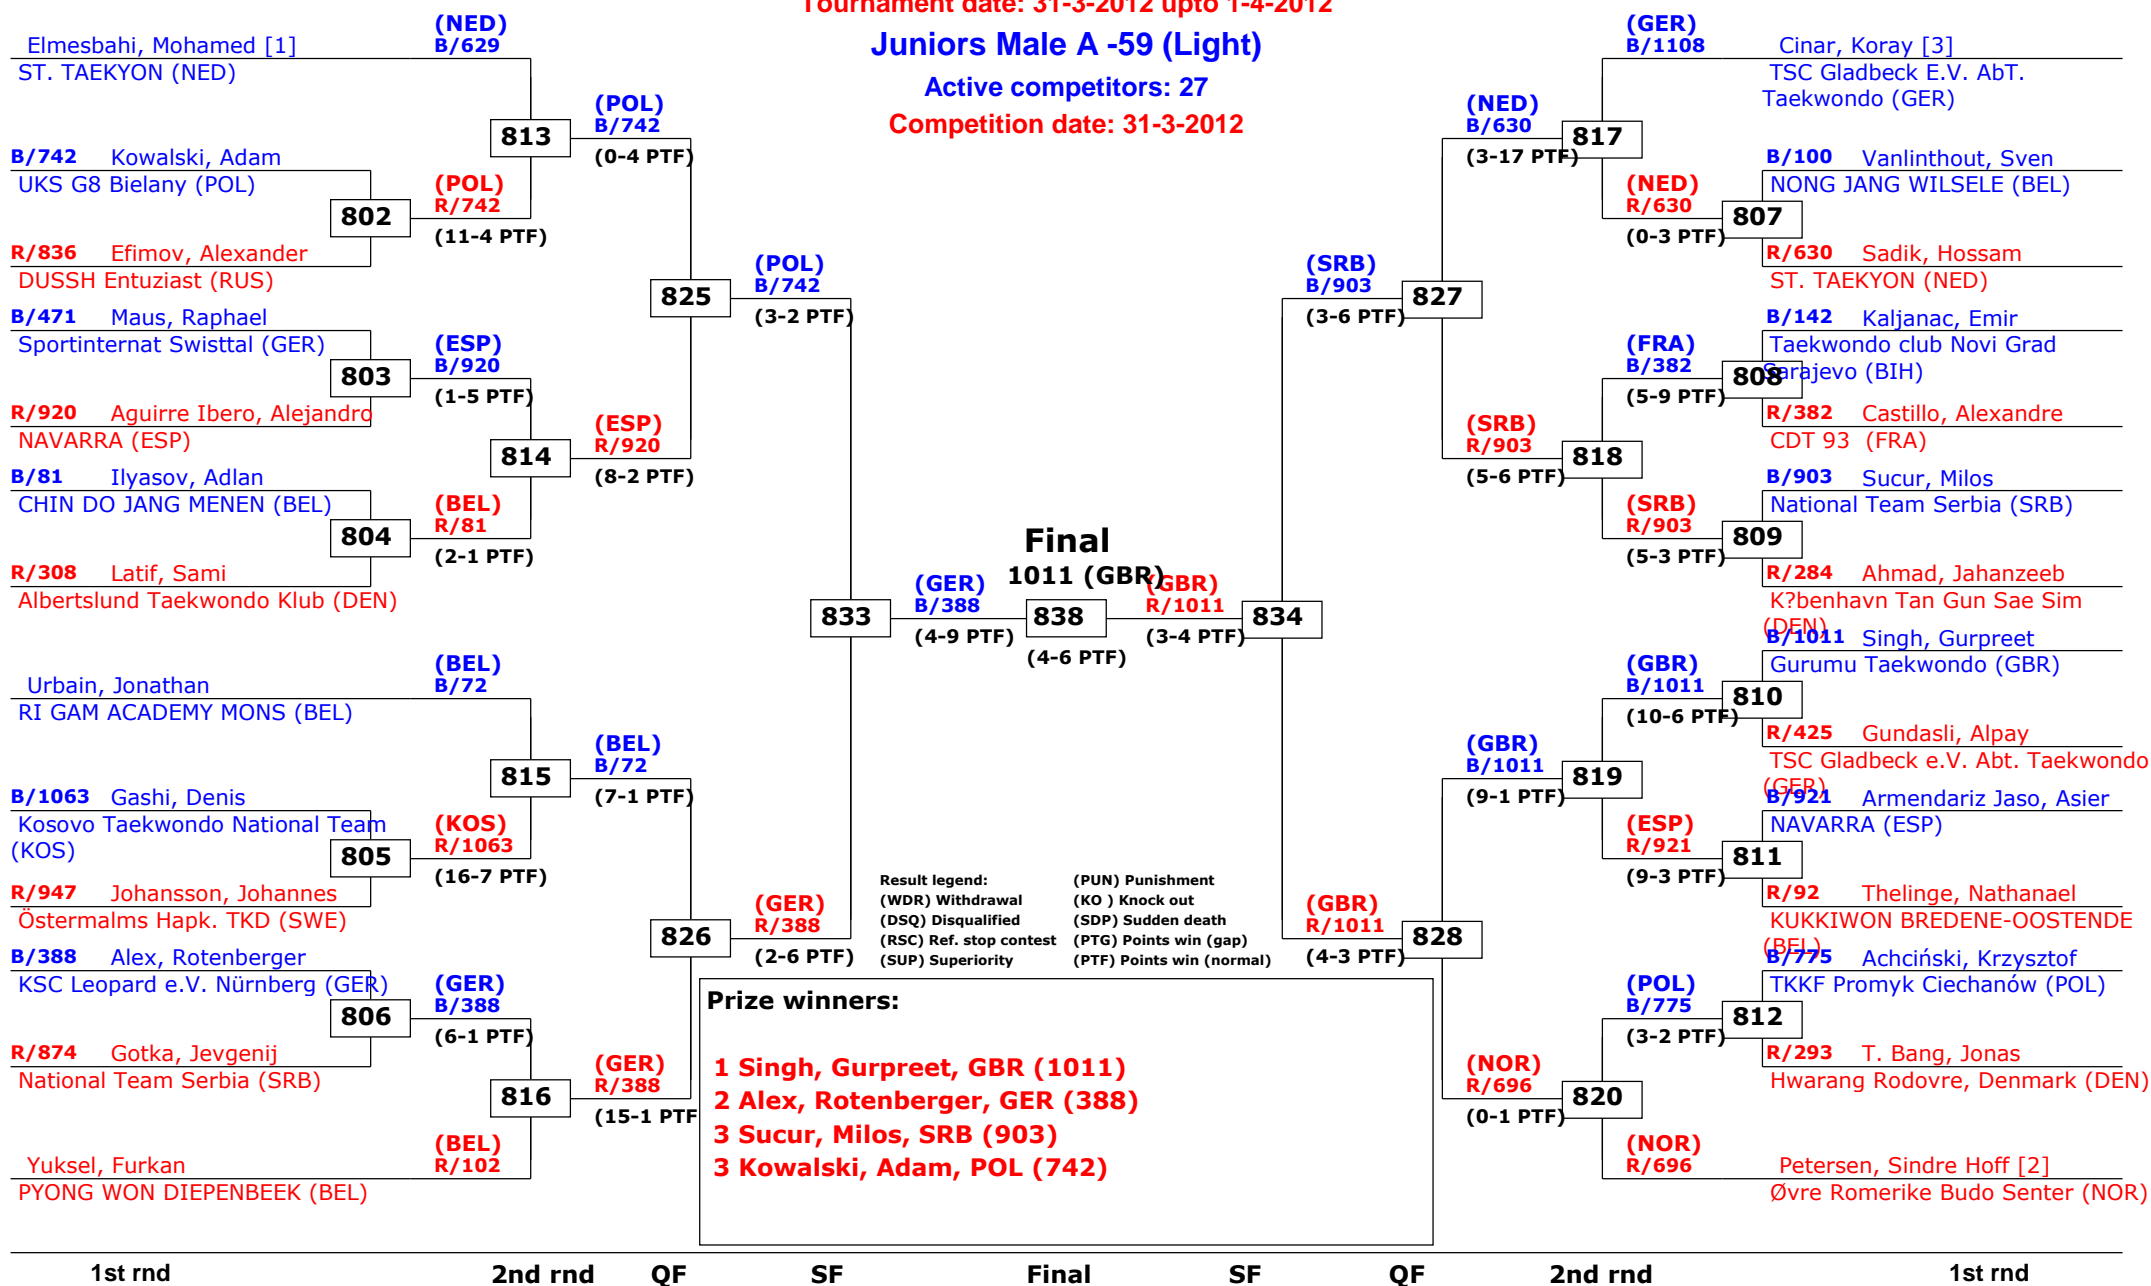 Tournament date: 31-3-2012 upto 1-4-2012
Juniors Male A -59 (Light)
Active competitors: 27
Competition date: 31-3-2012
Elmesbahi, Mohamed [1]
ST. TAEKYON (NED)
(NED)
B/629
B/742 Kowalski, Adam
UKS G8 Bielany (POL)
802
R/836 Efimov, Alexander
DUSSH Entuziast (RUS)
(POL)
R/742
(11-4 PTF)
813
(POL)
B/742
(0-4 PTF)
B/471 Maus, Raphael
Sportinternat Swisttal (GER)
803
R/920 Aguirre Ibero, Alejandro
NAVARRA (ESP)
(ESP)
B/920
(1-5 PTF)
814
(ESP)
R/920
(8-2 PTF)
B/81 Ilyasov, Adlan
CHIN DO JANG MENEN (BEL)
804
R/308 Latif, Sami
Albertslund Taekwondo Klub (DEN)
(BEL)
R/81
(2-1 PTF)
825
(POL)
B/742
(3-2 PTF)
Urbain, Jonathan
RI GAM ACADEMY MONS (BEL)
(BEL)
B/72
815
(BEL)
B/72
(7-1 PTF)
B/1063 Gashi, Denis
Kosovo Taekwondo National Team
(KOS)
805
R/947 Johansson, Johannes
Östermalms Hapk. TKD (SWE)
(KOS)
R/1063
(16-7 PTF)
826
(GER)
R/388
(2-6 PTF)
B/388 Alex, Rotenberger
KSC Leopard e.V. Nürnberg (GER)
806
R/874 Gotka, Jevgenij
National Team Serbia (SRB)
(GER)
B/388
(6-1 PTF)
816
(GER)
R/388
(15-1 PTF
Yuksel, Furkan
PYONG WON DIEPENBEEK (BEL)
(BEL)
R/102
833
(GER)
B/388
(4-9 PTF)
Final
1011 (GBR)
838
(4-6 PTF)
(GBR)
R/1011
(3-4 PTF)
834
(SRB)
B/903
(3-6 PTF)
827
(NED)
B/630
(3-17 PTF)
817
(GER)
B/1108
Cinar, Koray [3]
TSC Gladbeck E.V. AbT.
Taekwondo (GER)
(NED)
R/630
(0-3 PTF)
807
B/100 Vanlinthout, Sven
NONG JANG WILSELE (BEL)
R/630 Sadik, Hossam
ST. TAEKYON (NED)
(SRB)
R/903
(5-6 PTF)
818
(FRA)
B/382
(5-9 PTF)
808
B/142 Kaljanac, Emir
Taekwondo club Novi Grad
Sarajevo (BIH)
R/382 Castillo, Alexandre
CDT 93 (FRA)
(SRB)
R/903
(5-3 PTF)
809
B/903 Sucur, Milos
National Team Serbia (SRB)
R/284 Ahmad, Jahanzeeb
K?benhavn Tan Gun Sae Sim
(DEN)
(GBR)
R/1011
(4-3 PTF)
828
(GBR)
B/1011
(9-1 PTF)
819
(GBR)
B/1011
(10-6 PTF)
810
B/1011 Singh, Gurpreet
Gurumu Taekwondo (GBR)
R/425 Gundasli, Alpay
TSC Gladbeck e.V. Abt. Taekwondo
(GER)
(ESP)
R/921
(9-3 PTF)
811
B/921 Armendariz Jaso, Asier
NAVARRA (ESP)
R/92 Thelinge, Nathanael
KUKKIWON BREDENE-OOSTENDE
(BEL)
(NOR)
R/696
(0-1 PTF)
820
(POL)
B/775
(3-2 PTF)
812
B/775 Achciński, Krzysztof
TKKF Promyk Ciechanów (POL)
R/293 T. Bang, Jonas
Hwarang Rodovre, Denmark (DEN)
(NOR)
R/696
Petersen, Sindre Hoff [2]
Øvre Romerike Budo Senter (NOR)
Result legend: (PUN) Punishment
(WDR) Withdrawal (KO ) Knock out
(DSQ) Disqualified (SDP) Sudden death
(RSC) Ref. stop contest (PTG) Points win (gap)
(SUP) Superiority (PTF) Points win (normal)
Prize winners:
1 Singh, Gurpreet, GBR (1011)
2 Alex, Rotenberger, GER (388)
3 Sucur, Milos, SRB (903)
3 Kowalski, Adam, POL (742)
1st rnd 2nd rnd QF SF Final SF QF 2nd rnd 1st rnd